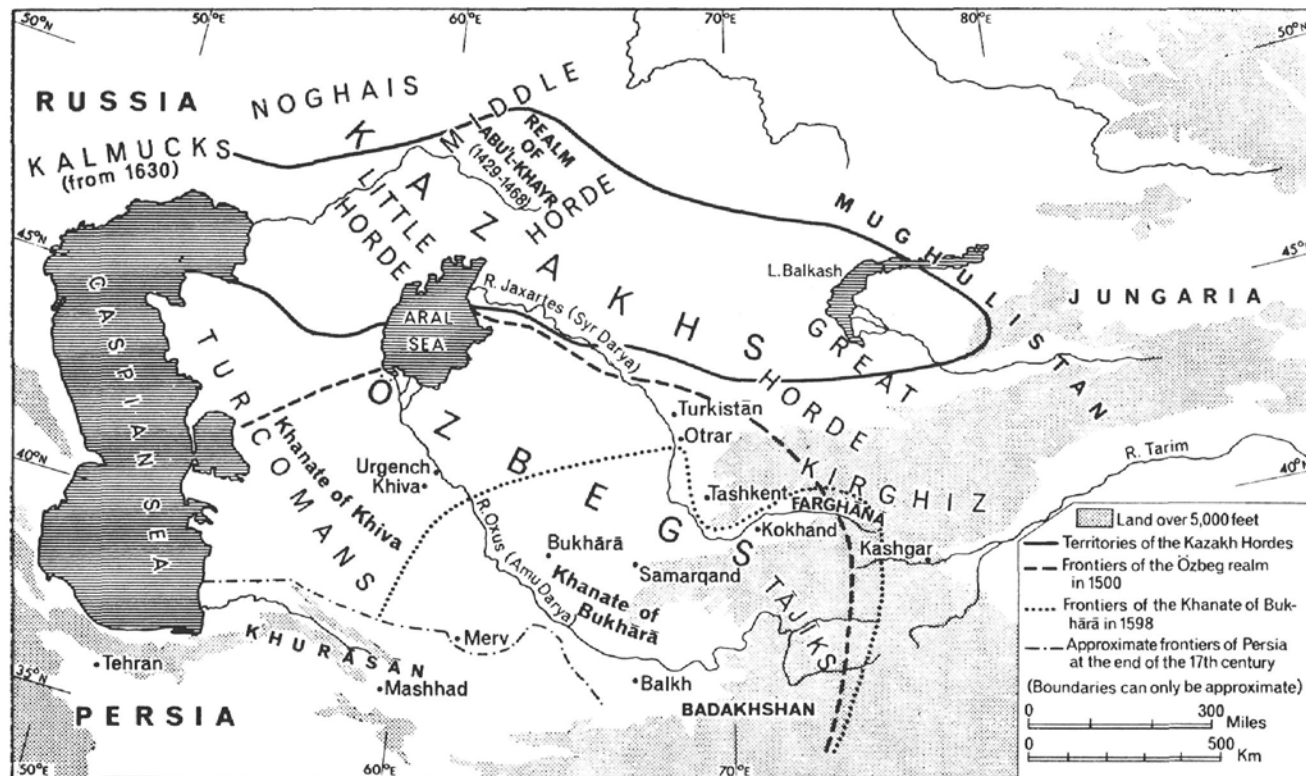 50°N
50°E
60°E
70°E
80°E
50°N
RUSSIA
NOGHAIS
KALMUCKS
(from 1630)
MIDDLE
HORDE
REALM
OF
ABU'L-KHAYR
(1429-1468)
KAZAKHS
LITTLE
HORDE
MUGHULISTAN
45°N
45°N
L. Balkash
JUNGARIA
GREAT
HORDE
CASPIAN SEA
ARAL
SEA
R. Jaxartes (Syr Darya)
TURCOMANS
ÖZBEGS
Turkistān
Otrar
Khanate of Khiva
Urgench
Khiva
R. Oxus (Amu Darya)
Tashkent
KIRGHIZ
FARGHĀNA
Kokhand
Kashgar
R. Tarim
40°N
40°N
Bukhārā
Samarqand
Khanate of
Bukhārā
TAJIKS
KHURĀSĀN
Merv
Tehran
Mashhad
Balkh
BADAKHSHAN
35°N
PERSIA
50°E
60°E
70°E
Land over 5,000 feet
Territories of the Kazakh Hordes
Frontiers of the Özbeg realm
in 1500
Frontiers of the Khanate of Buk-
hārā in 1598
Approximate frontiers of Persia
at the end of the 17th century
(Boundaries can only be approximate)
0 300
Miles
0 500
Km